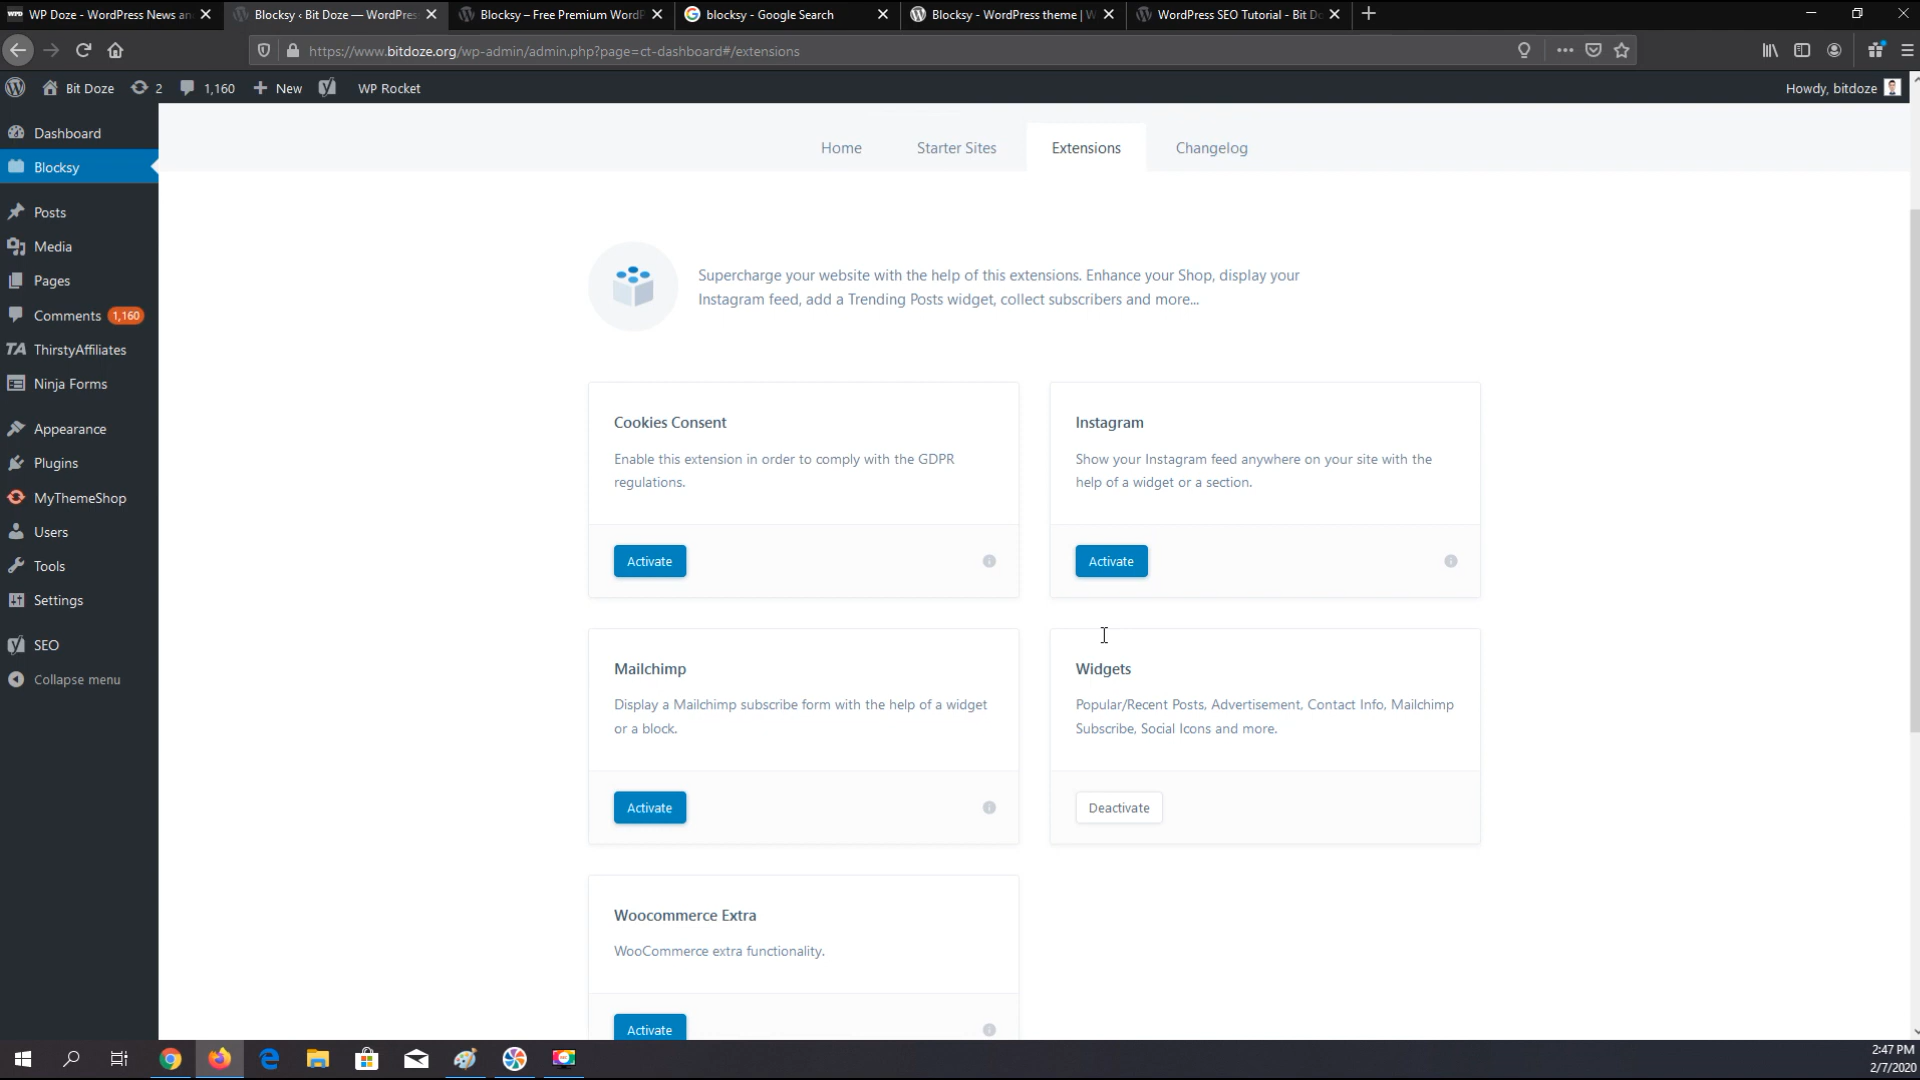 WP Doze - WordPress News an
Blocksy ‹ Bit Doze — WordPres
Blocksy – Free Premium WordP
blocksy - Google Search
Blocksy - WordPress theme | W
WordPress SEO Tutorial - Bit Do
https://www.bitdoze.org/wp-admin/admin.php?page=ct-dashboard#/extensions
Bit Doze
2
1,160
New
WP Rocket
Howdy, bitdoze
Dashboard
Blocksy
Posts
Media
Pages
Comments 1,160
ThirstyAffiliates
Ninja Forms
Appearance
Plugins
MyThemeShop
Users
Tools
Settings
SEO
Collapse menu
Home
Starter Sites
Extensions
Changelog
Supercharge your website with the help of this extensions. Enhance your Shop, display your
Instagram feed, add a Trending Posts widget, collect subscribers and more...
Cookies Consent
Enable this extension in order to comply with the GDPR
regulations.
Activate
Instagram
Show your Instagram feed anywhere on your site with the
help of a widget or a section.
Activate
Mailchimp
Display a Mailchimp subscribe form with the help of a widget
or a block.
Activate
Widgets
Popular/Recent Posts, Advertisement, Contact Info, Mailchimp
Subscribe, Social Icons and more.
Deactivate
Woocommerce Extra
WooCommerce extra functionality.
Activate
2:47 PM
2/7/2020